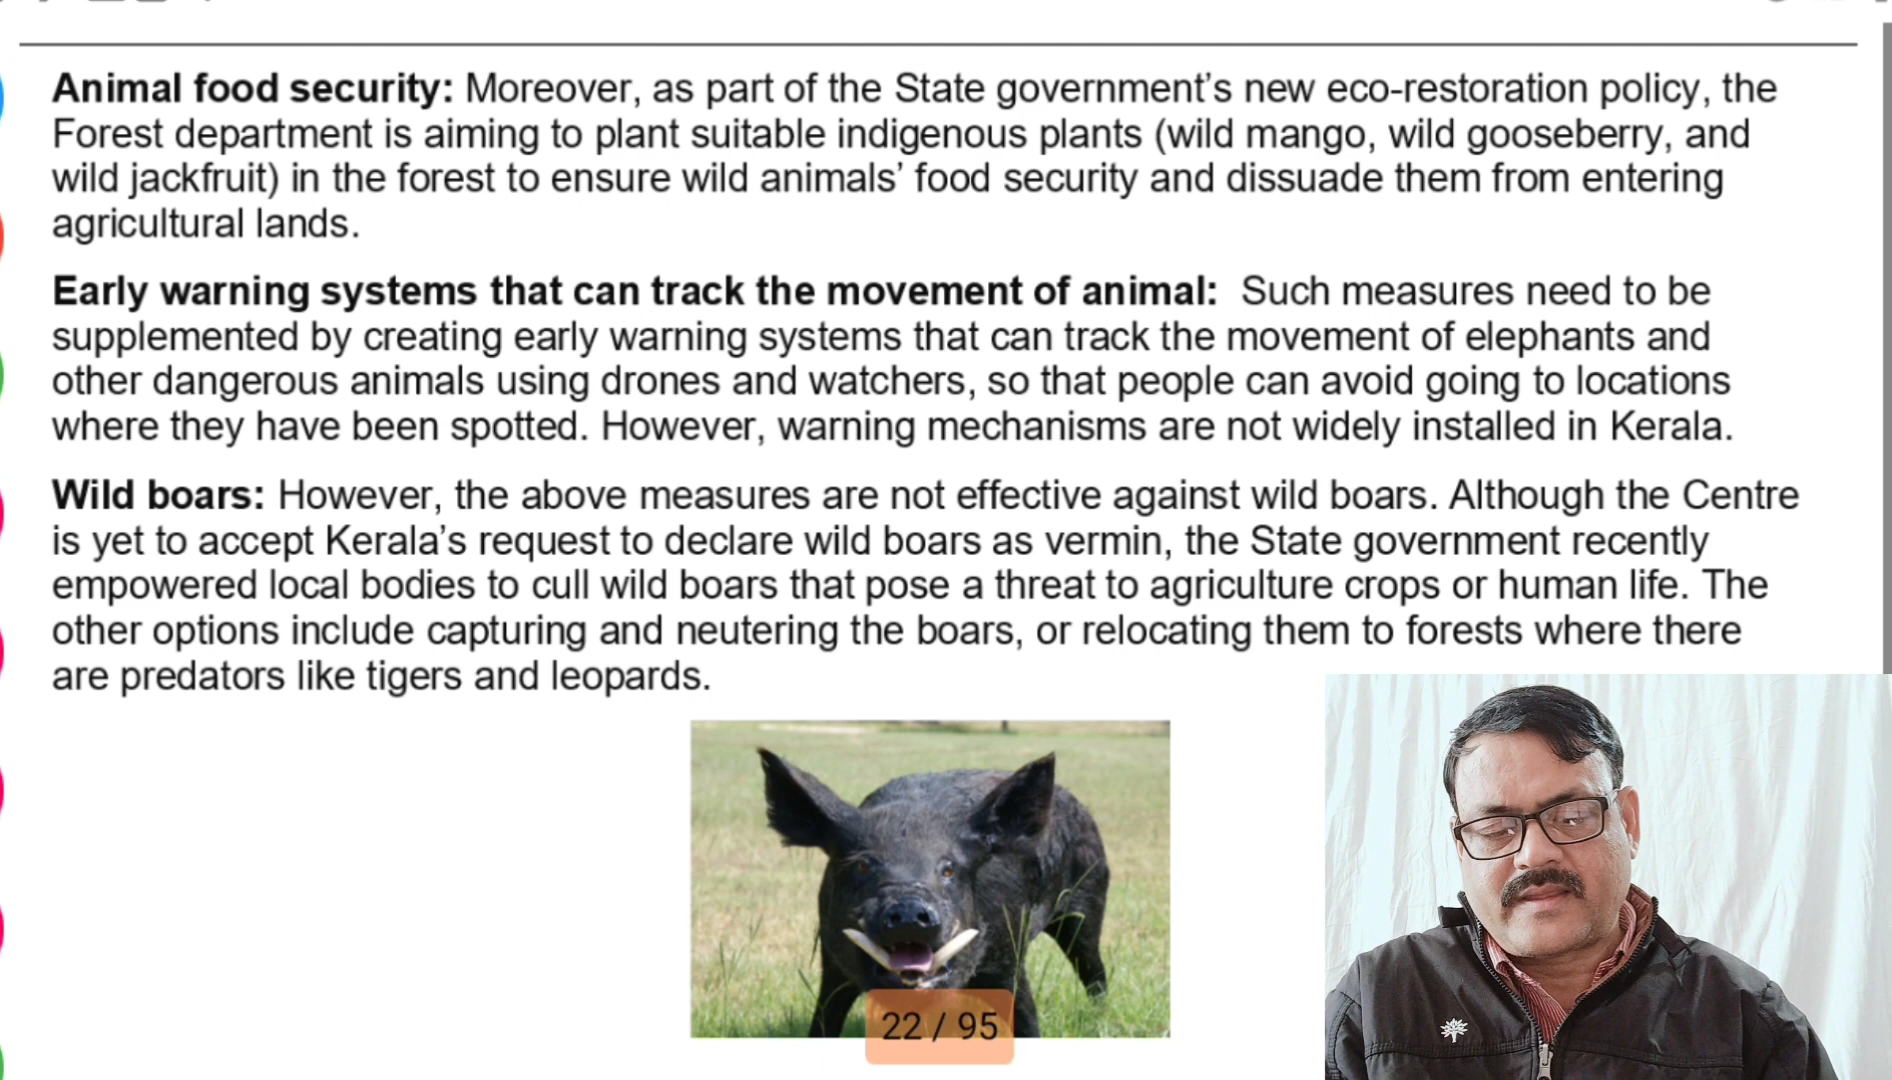 Animal food security: Moreover, as part of the State government's new eco-restoration policy, the
Forest department is aiming to plant suitable indigenous plants (wild mango, wild gooseberry, and
wild jackfruit) in the forest to ensure wild animals' food security and dissuade them from entering
agricultural lands.
Early warning systems that can track the movement of animal: Such measures need to be
supplemented by creating early warning systems that can track the movement of elephants and
other dangerous animals using drones and watchers, so that people can avoid going to locations
where they have been spotted. However, warning mechanisms are not widely installed in Kerala.
Wild boars: However, the above measures are not effective against wild boars. Although the Centre
is yet to accept Kerala's request to declare wild boars as vermin, the State government recently
empowered local bodies to cull wild boars that pose a threat to agriculture crops or human life. The
other options include capturing and neutering the boars, or relocating them to forests where there
are predators like tigers and leopards.
22 / 95